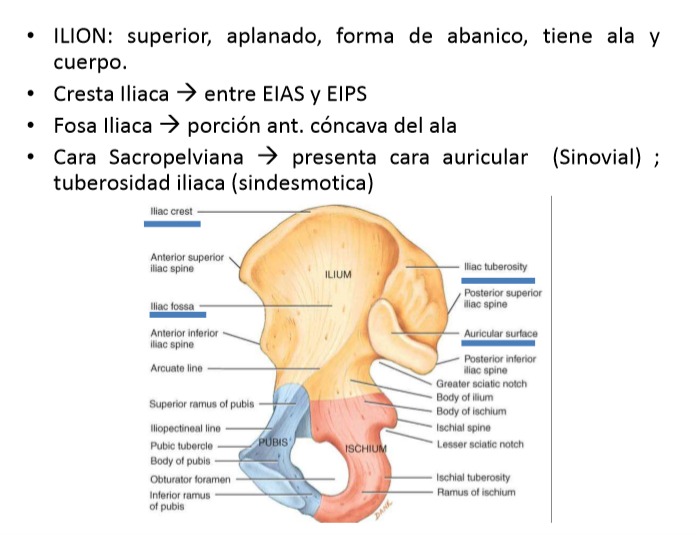 • ILION: superior, aplanado, forma de abanico, tiene ala y
cuerpo.
• Cresta Iliaca → entre EIAS y EIPS
• Fosa Iliaca → porción ant. cóncava del ala
• Cara Sacropelviana → presenta cara auricular (Sinovial) ;
tuberosidad iliaca (sindesmotica)
Iliac crest
Anterior superior
iliac spine
Iliac fossa
Anterior inferior
iliac spine
Arcuate line
Superior ramus of pubis
Iliopectineal line
Pubic tubercle
Body of pubis
Obturator foramen
Inferior ramus
of pubis
ILIUM
PUBIS
ISCHIUM
Iliac tuberosity
Posterior superior
iliac spine
Auricular surface
Posterior inferior
iliac spine
Greater sciatic notch
Body of ilium
Body of ischium
Ischial spine
Lesser sciatic notch
Ischial tuberosity
Ramus of ischium